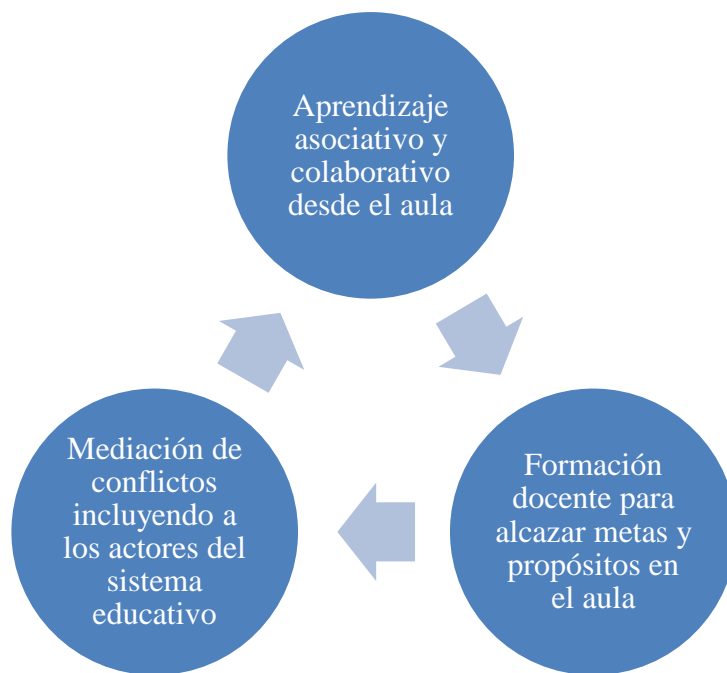 Aprendizaje
asociativo y
colaborativo
desde el aula
Formación
docente para
alcazar metas y
propósitos en
el aula
Mediación de
conflictos
incluyendo a
los actores del
sistema
educativo